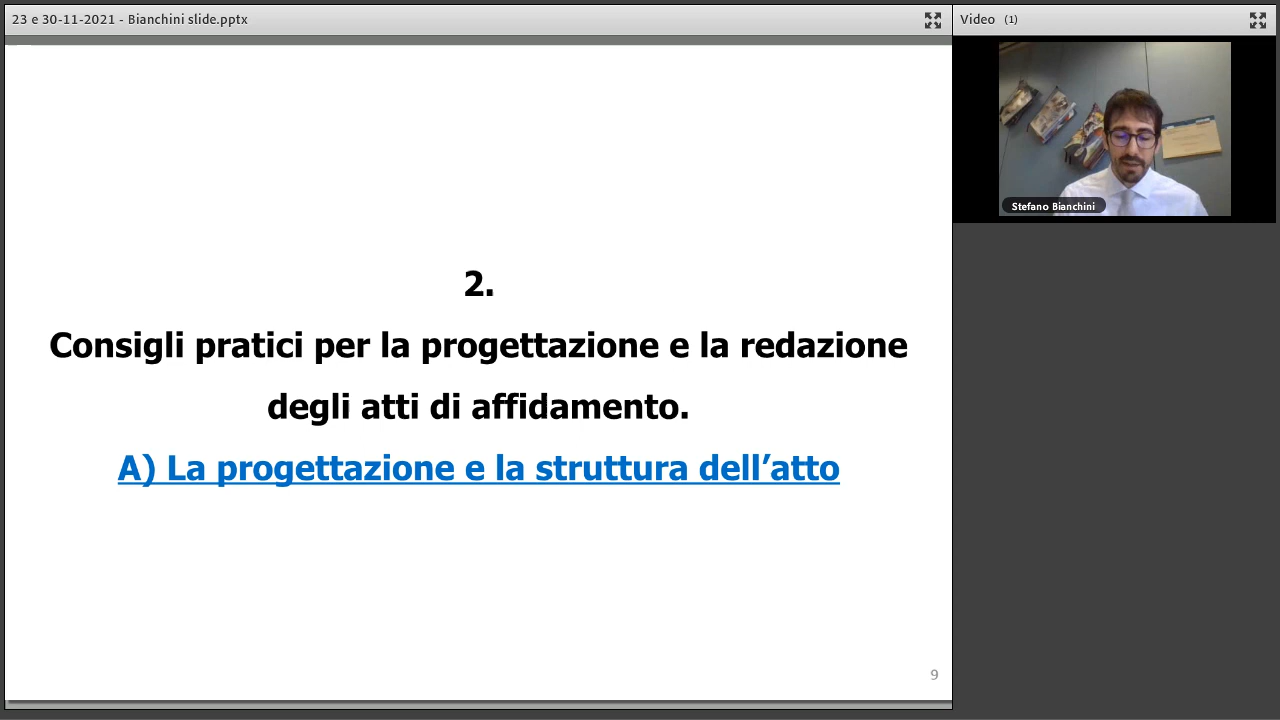 23 e 30-11-2021 - Bianchini slide.pptx
Video (1)
Stefano Bianchini
2.
Consigli pratici per la progettazione e la redazione
degli atti di affidamento.
A) La progettazione e la struttura dell’atto
9